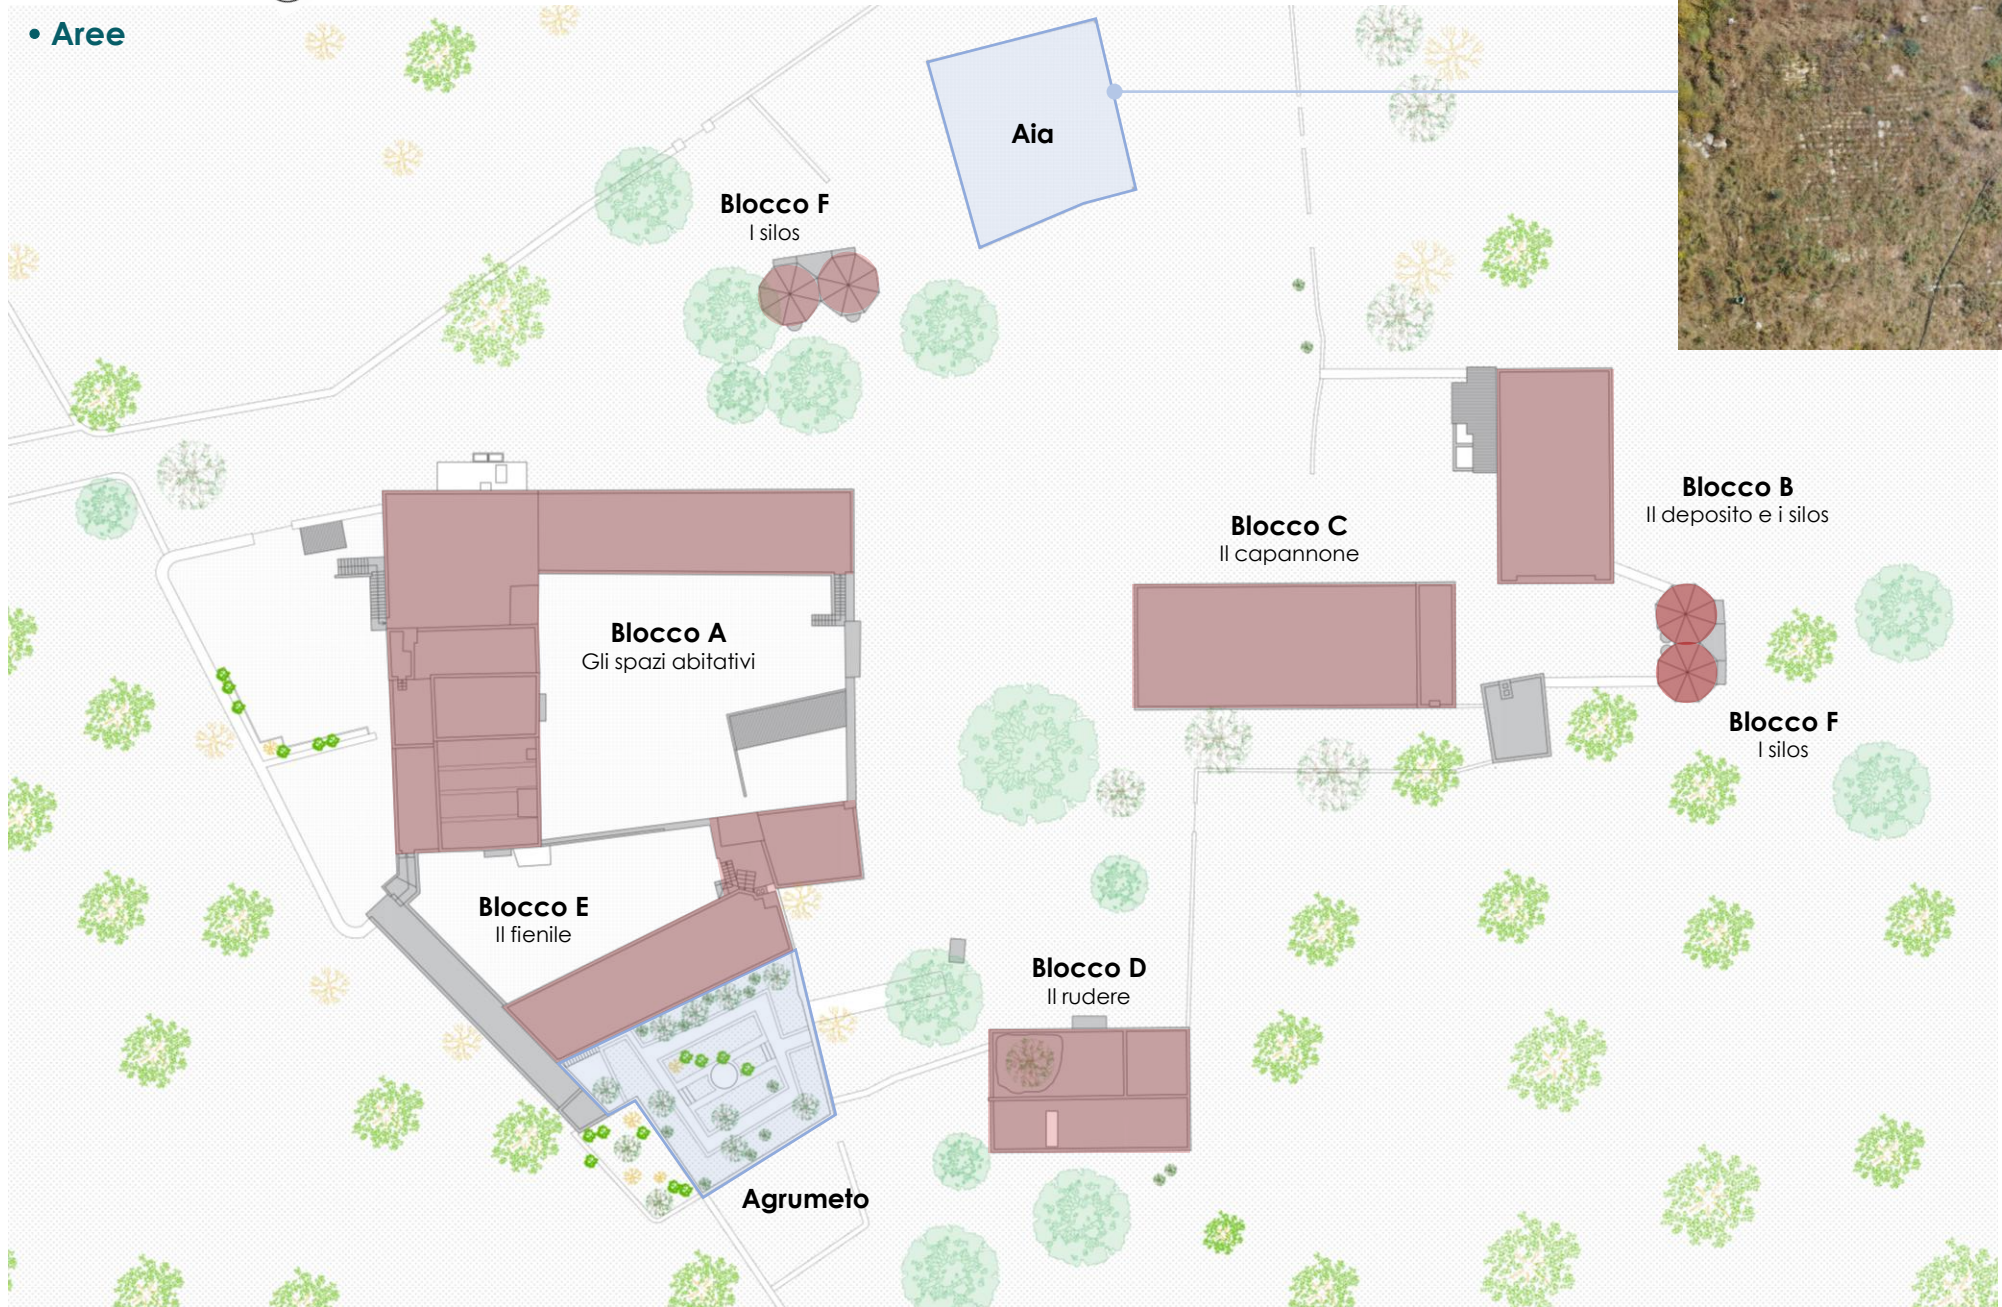 • Aree
Aia
Blocco F
I silos
Blocco B
Il deposito e i silos
Blocco C
Il capannone
Blocco A
Gli spazi abitativi
Blocco F
I silos
Blocco E
Il fienile
Blocco D
Il rudere
Agrumeto